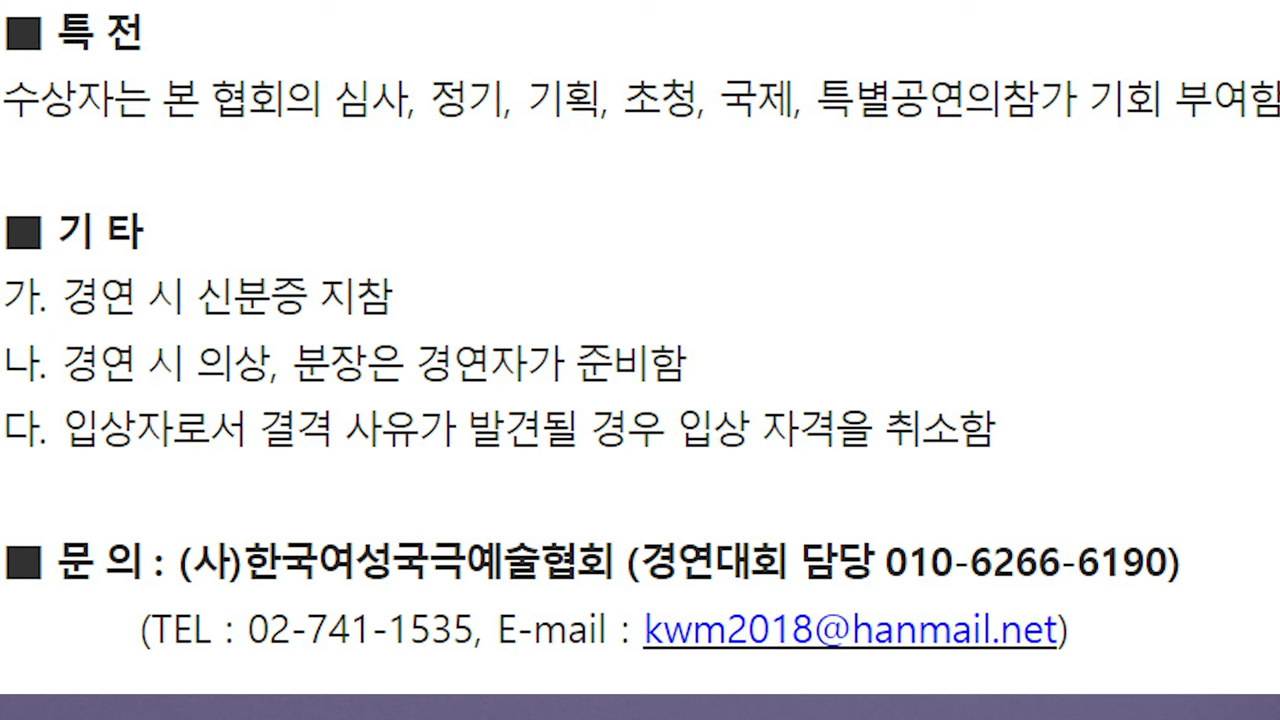 ■ 특 전
수상자는 본 협회의 심사, 정기, 기획, 초청, 국제, 특별공연의참가 기회 부여함
■ 기 타
가. 경연 시 신분증 지참
나. 경연 시 의상, 분장은 경연자가 준비함
다. 입상자로서 결격 사유가 발견될 경우 입상 자격을 취소함
■ 문 의 : (사)한국여성국극예술협회 (경연대회 담당 010-6266-6190)
(TEL : 02-741-1535, E-mail : kwm2018@hanmail.net)